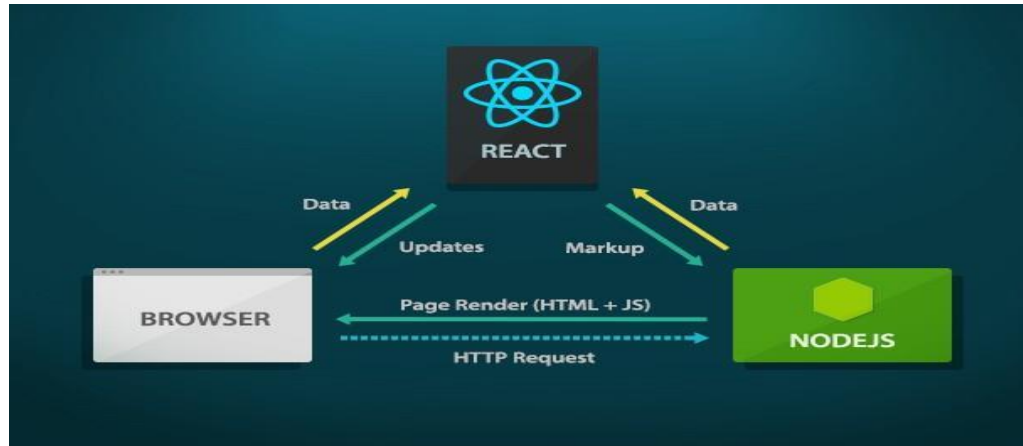 REACT
Data
Data
Updates
Markup
BROWSER
Page Render (HTML + JS)
HTTP Request
NODEJS